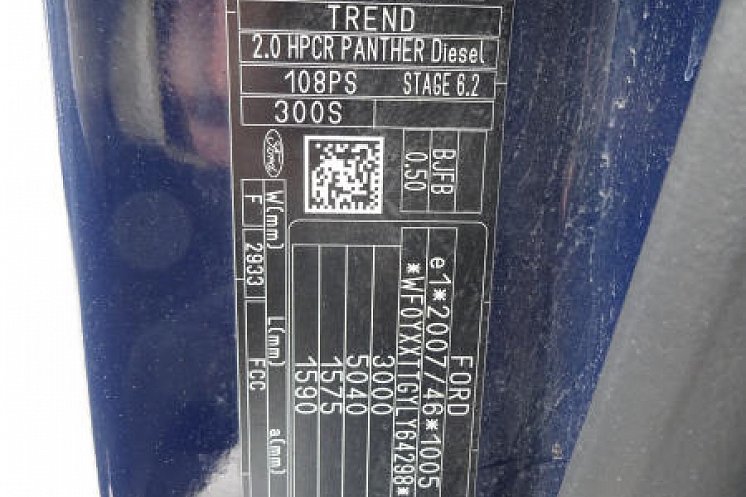 TREND
2.0 HPCR PANTHER Diesel
108PS STAGE 6.2
300S
Ford
BJFB
0.50
FORD
e1*2007//46*1005
*WF0YXXTTGYLY64298*
3000
5040
1575
1590
W(mm) L(mm) a(mm)
F 2933 FCC